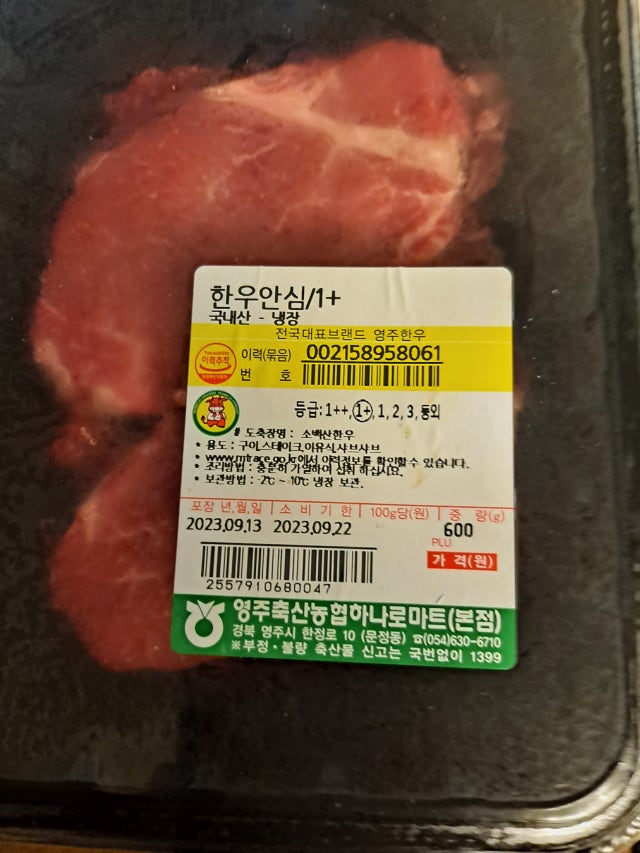 한우안심/1+
국내산 - 냉장
전국대표브랜드 영주한우
Traceability
이력추적
이력(묶음) 002158958061
번 호
등급:1++,1+,1,2,3,등외
# 도축장명 : 소백산한우
• 용도 : 구이,스테이크,이유식,샤브샤브
• www.mtrace.go.kr에서 이력정보를 확인할수 있습니다.
• 조리방법 : 충분히 가열하여 섭취 하십시요.
• 보관방법 : -2℃ ~ 10℃ 냉장 보관.
포장 년.월.일 소 비 기 한 100g당(원) 중 량(g)
2023.09.13 2023.09.22 600
PLU
가 격(원)
2557910680047
영주축산농협하나로마트(본점)
경북 영주시 한정로 10 (문정동) ☎(054)630-6710
※부정·불량 축산물 신고는 국번없이 1399